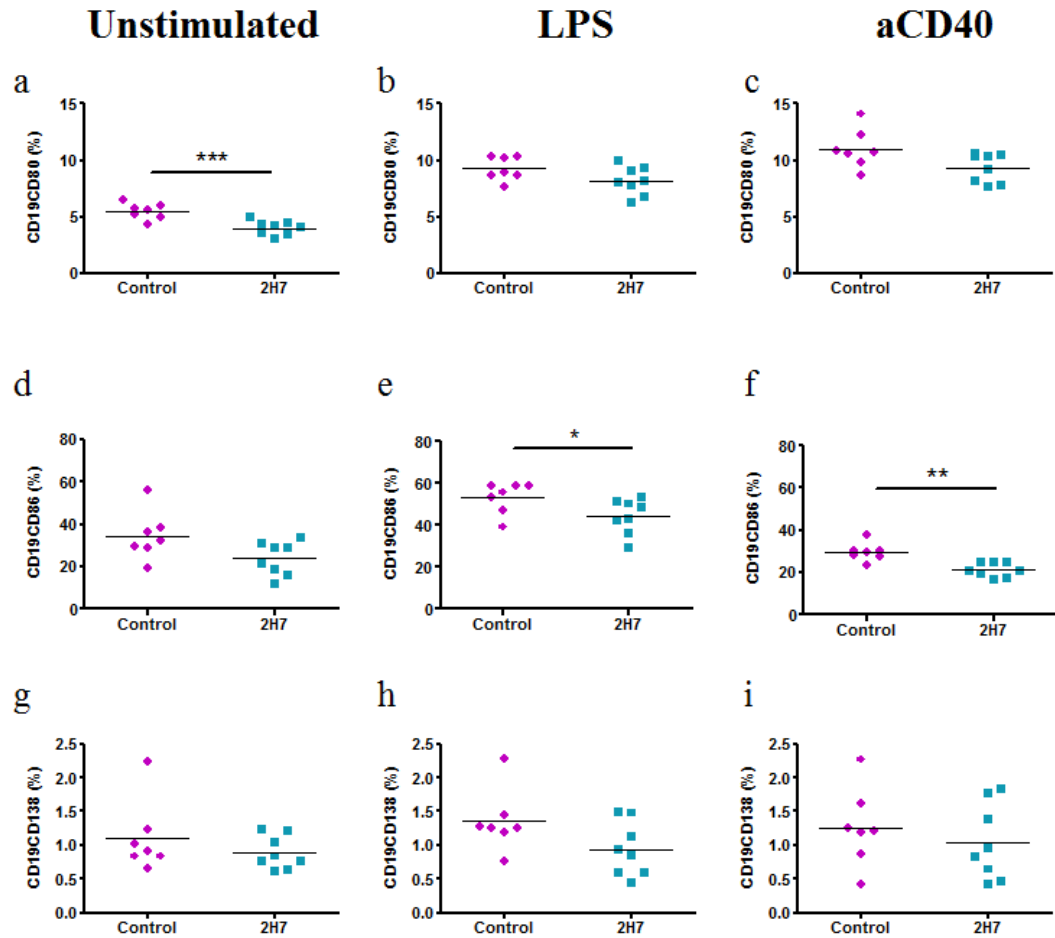 Unstimulated LPS aCD40
a b c
15 15 15
*** 
CD19CD80 (%) CD19CD80 (%) CD19CD80 (%)
10 10 10
5 5 5
0 0 0
Control 2H7 Control 2H7 Control 2H7
d e f
80 80 80
* **
CD19CD86 (%) CD19CD86 (%) CD19CD86 (%)
60 60 60
40 40 40
20 20 20
0 0 0
Control 2H7 Control 2H7 Control 2H7
g h i
2.5 2.5 2.5
CD19CD138 (%) CD19CD138 (%) CD19CD138 (%)
2.0 2.0 2.0
1.5 1.5 1.5
1.0 1.0 1.0
0.5 0.5 0.5
0.0 0.0 0.0
Control 2H7 Control 2H7 Control 2H7